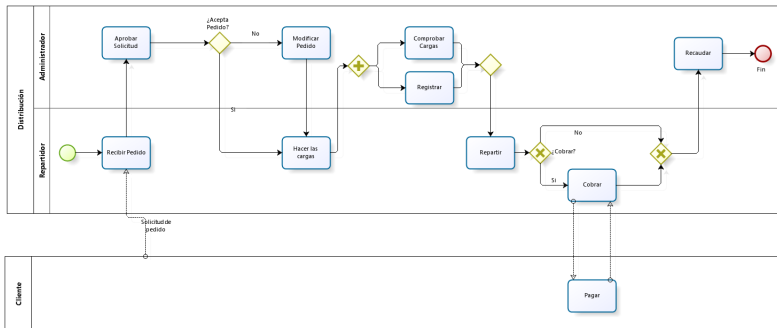 Distribución
Administrador
Repartidor
Cliente
Aprobar
Solicitud
¿Acepta
Pedido?
No
Si
Modificar
Pedido
Comprobar
Cargas
Registrar
Recaudar
Fin
Recibir Pedido
Hacer las
cargas
Repartir
¿Cobrar?
No
Si
Cobrar
Solicitud de
pedido
Pagar